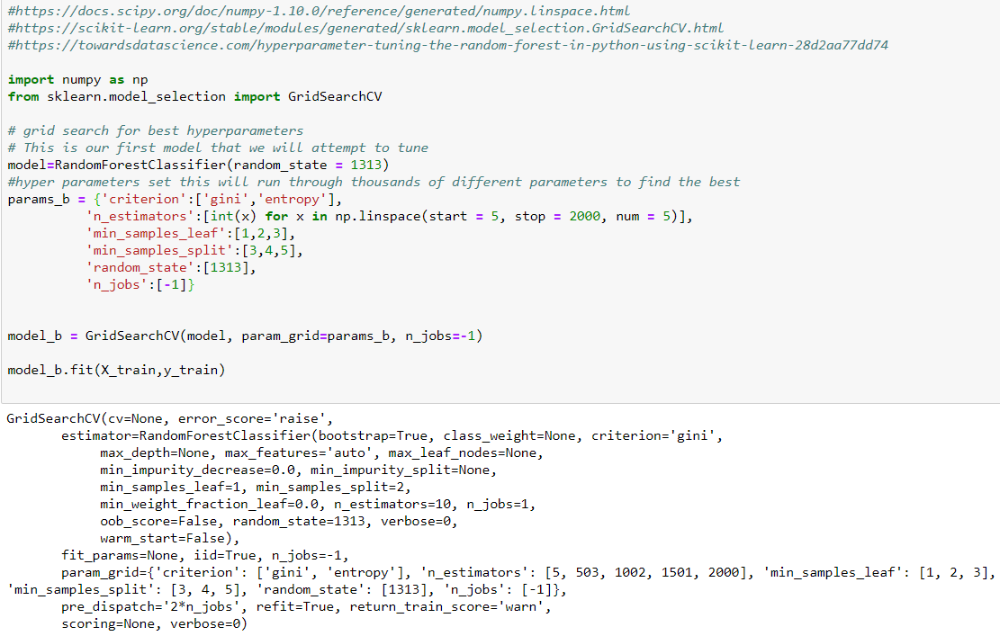 #https://docs.scipy.org/doc/numpy-1.10.0/reference/generated/numpy.linspace.html
#https://scikit-learn.org/stable/modules/generated/sklearn.model_selection.GridSearchCV.html
#https://towardsdatascience.com/hyperparameter-tuning-the-random-forest-in-python-using-scikit-learn-28d2aa77dd74
import numpy as np
from sklearn.model_selection import GridSearchCV
# grid search for best hyperparameters
# This is our first model that we will attempt to tune
model=RandomForestClassifier(random_state = 1313)
#hyper parameters set this will run through thousands of different parameters to find the best
params_b = {'criterion':['gini','entropy'],
'n_estimators':[int(x) for x in np.linspace(start = 5, stop = 2000, num = 5)],
'min_samples_leaf':[1,2,3],
'min_samples_split':[3,4,5],
'random_state':[1313],
'n_jobs':[-1]}
model_b = GridSearchCV(model, param_grid=params_b, n_jobs=-1)
model_b.fit(X_train,y_train)
GridSearchCV(cv=None, error_score='raise',
estimator=RandomForestClassifier(bootstrap=True, class_weight=None, criterion='gini',
max_depth=None, max_features='auto', max_leaf_nodes=None,
min_impurity_decrease=0.0, min_impurity_split=None,
min_samples_leaf=1, min_samples_split=2,
min_weight_fraction_leaf=0.0, n_estimators=10, n_jobs=1,
oob_score=False, random_state=1313, verbose=0,
warm_start=False),
fit_params=None, iid=True, n_jobs=-1,
param_grid={'criterion': ['gini', 'entropy'], 'n_estimators': [5, 503, 1002, 1501, 2000], 'min_samples_leaf': [1, 2, 3],
'min_samples_split': [3, 4, 5], 'random_state': [1313], 'n_jobs': [-1]},
pre_dispatch='2*n_jobs', refit=True, return_train_score='warn',
scoring=None, verbose=0)